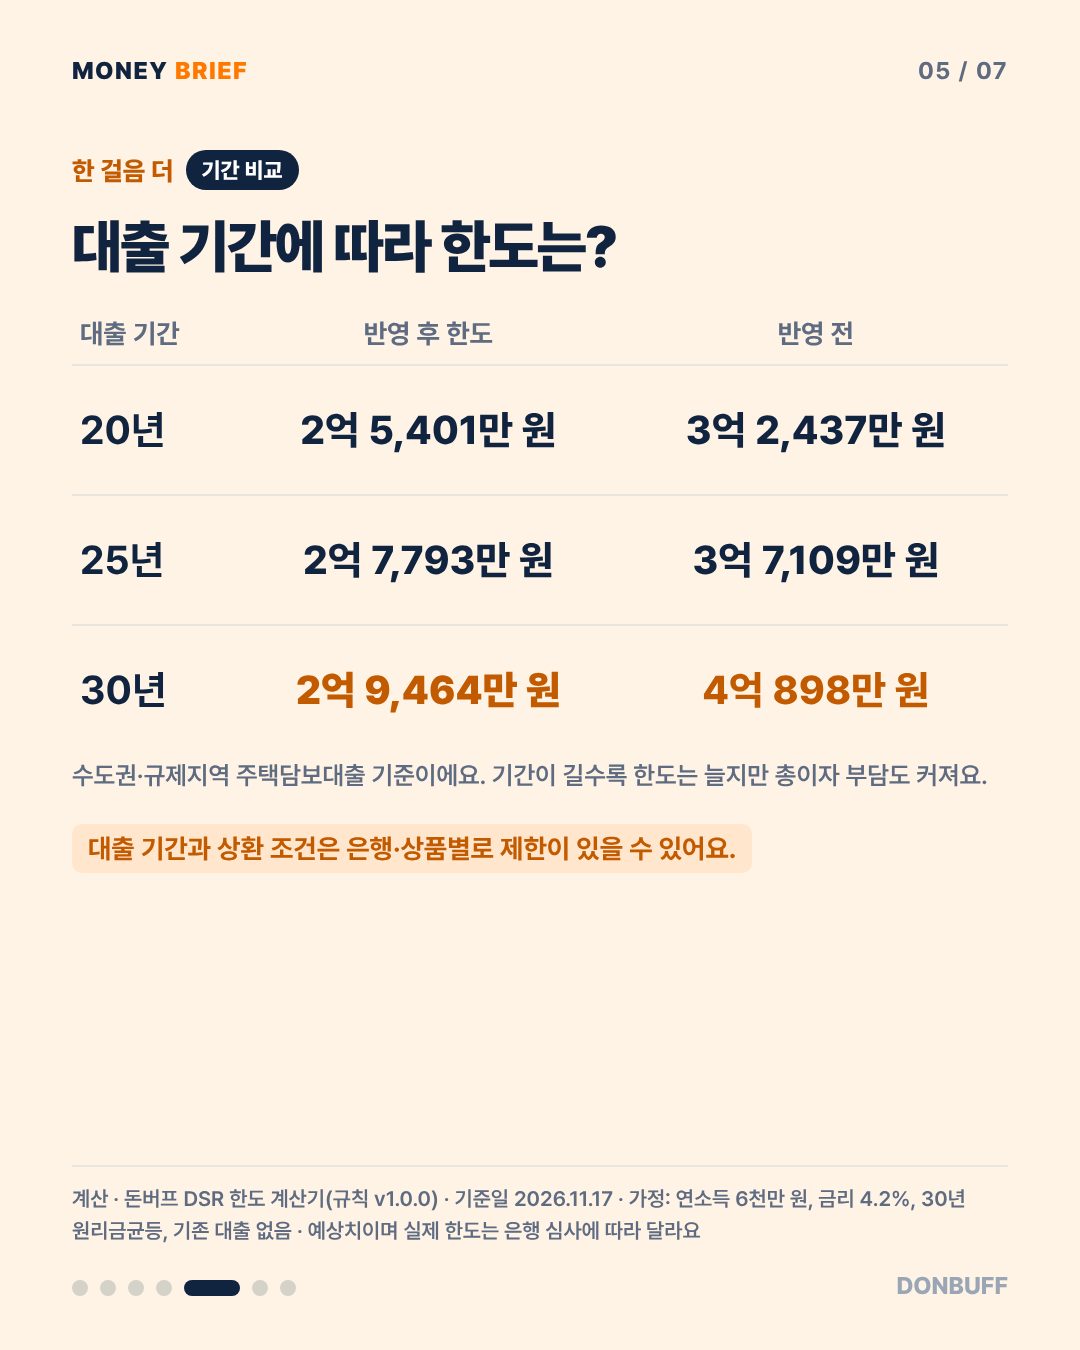 MONEY BRIEF
05 / 07
한 걸음 더 기간 비교
대출 기간에 따라 한도는?
대출 기간 반영 후 한도 반영 전
20년 2억 5,401만 원 3억 2,437만 원
25년 2억 7,793만 원 3억 7,109만 원
30년 2억 9,464만 원 4억 898만 원
수도권·규제지역 주택담보대출 기준이에요. 기간이 길수록 한도는 늘지만 총이자 부담도 커져요.
대출 기간과 상환 조건은 은행·상품별로 제한이 있을 수 있어요.
계산 · 돈버프 DSR 한도 계산기(규칙 v1.0.0) · 기준일 2026.11.17 · 가정: 연소득 6천만 원, 금리 4.2%, 30년
원리금균등, 기존 대출 없음 · 예상치이며 실제 한도는 은행 심사에 따라 달라요
DONBUFF